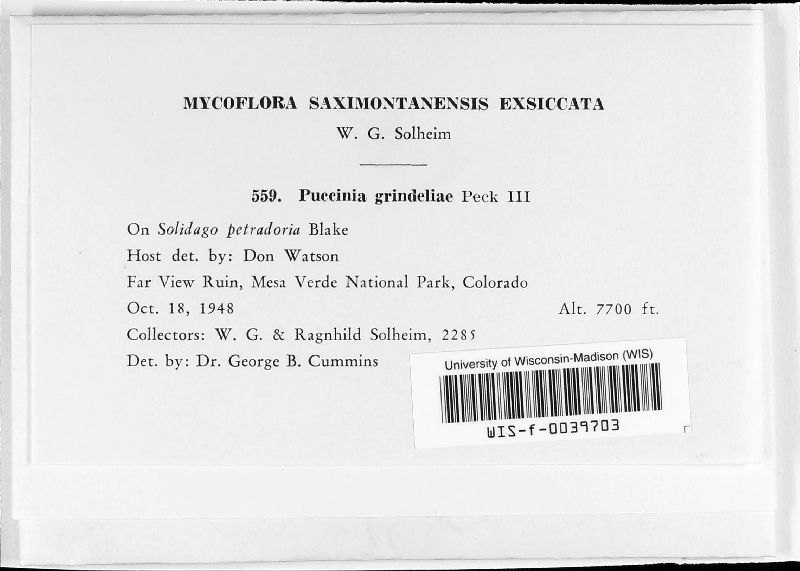 MYCOFLORA SAXIMONTANENSIS EXSICCATA
W. G. Solheim
559. Puccinia grindeliae Peck III
On Solidago petradoria Blake
Host det. by: Don Watson
Far View Ruin, Mesa Verde National Park, Colorado
Oct. 18, 1948 Alt. 7700 ft.
Collectors: W. G. & Ragnhild Solheim, 2285
Det. by: Dr. George B. Cummins
University of Wisconsin-Madison (WIS)
WIS-f-0039703